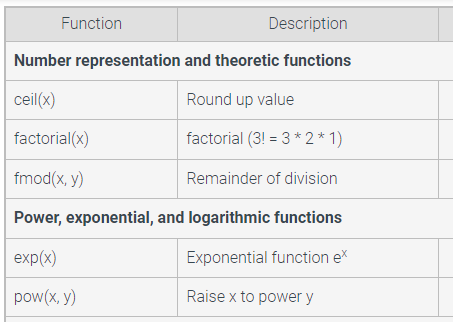 Function Description
Number representation and theoretic functions
ceil(x) Round up value
factorial(x) factorial (3! = 3 * 2 * 1)
fmod(x, y) Remainder of division
Power, exponential, and logarithmic functions
exp(x) Exponential function eˣ
pow(x, y) Raise x to power y